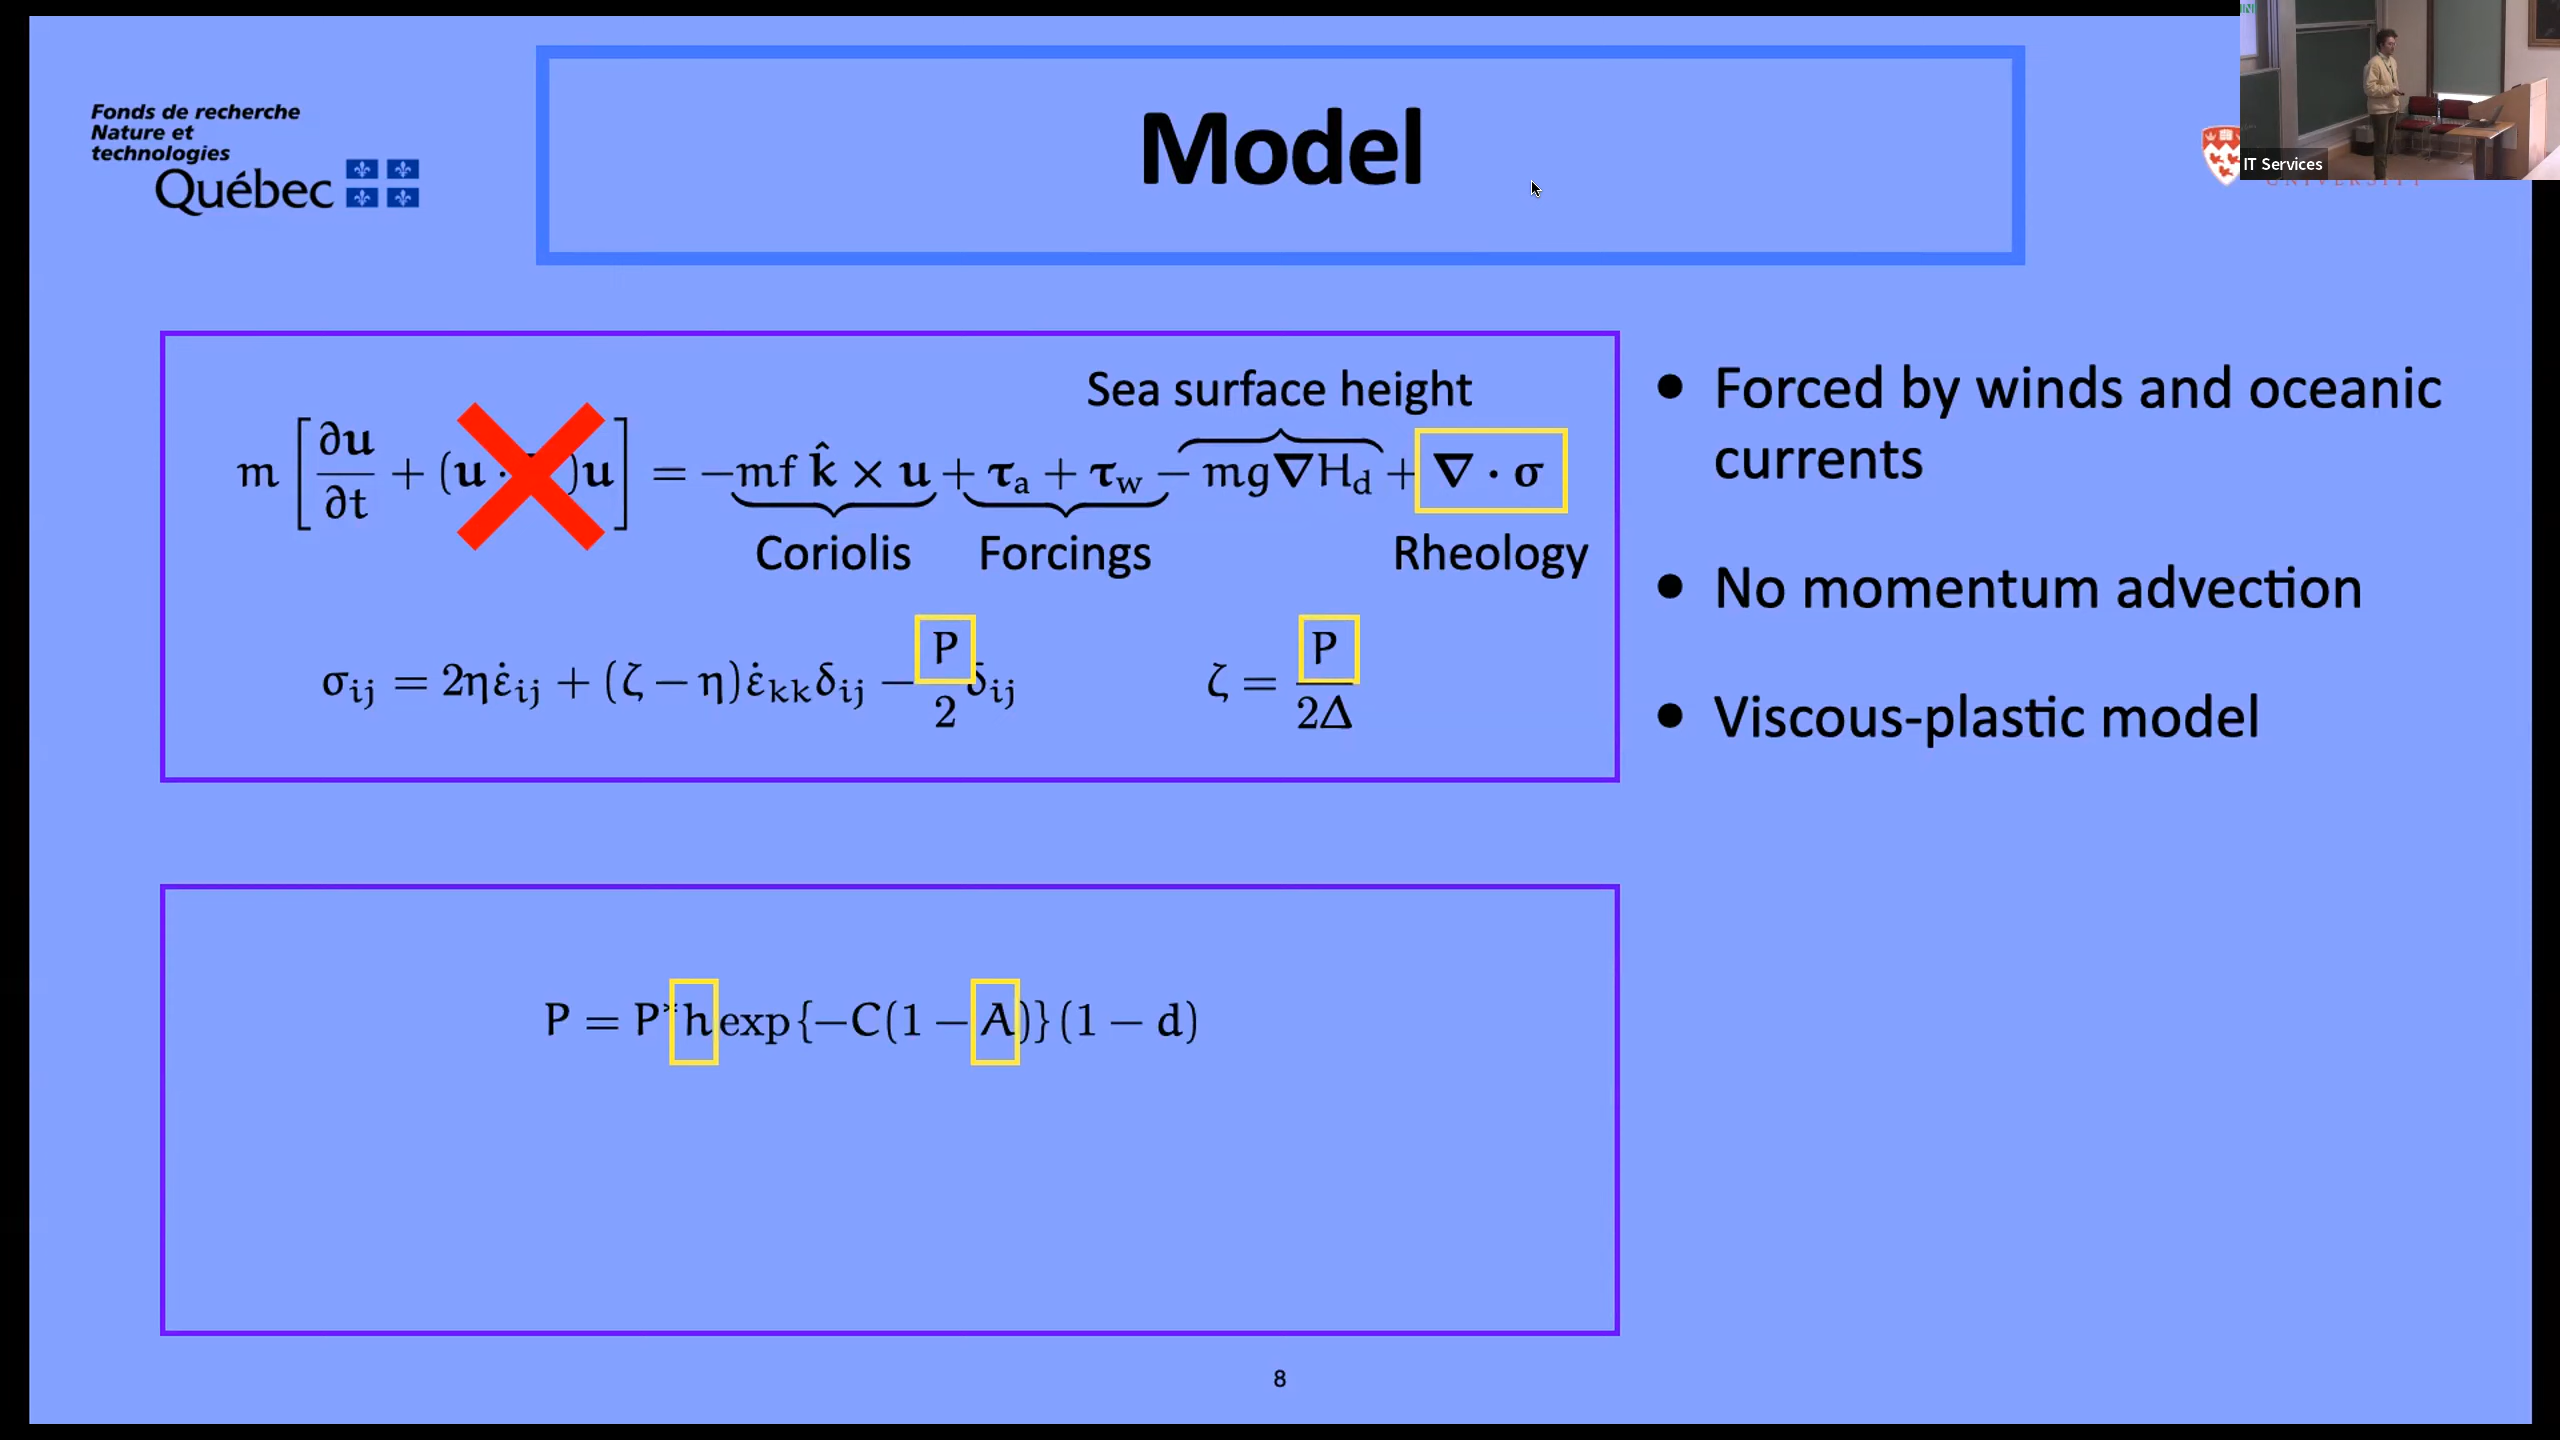 Fonds de recherche
Nature et
technologies
Québec
Model
IT Services
UNIVERSITY
Sea surface height
m [∂u/∂t + (u · )u] = −mf k̂ × u + τa + τw − mg∇Hd + ∇ · σ
Coriolis Forcings Rheology
σij = 2ηε̇ij + (ζ − η)ε̇kkδij − P/2 δij ζ = P/2Δ
• Forced by winds and oceanic
currents
• No momentum advection
• Viscous-plastic model
P = P* h exp{−C(1 − A)}(1 − d)
8